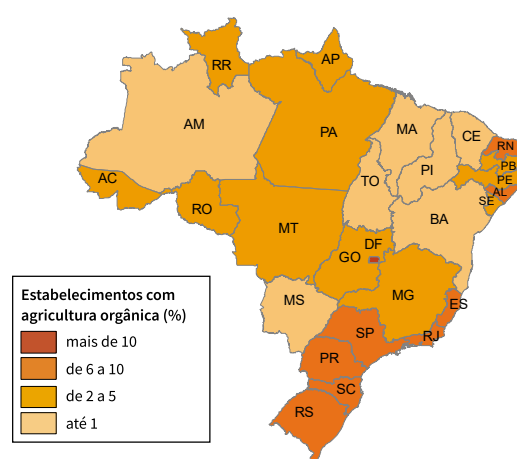 RR
AP
AM
PA
MA
CE
RN
PB
PE
AL
SE
PI
TO
AC
RO
MT
BA
DF
GO
MG
MS
ES
SP
RJ
PR
SC
RS
Estabelecimentos com
agricultura orgânica (%)
mais de 10
de 6 a 10
de 2 a 5
até 1